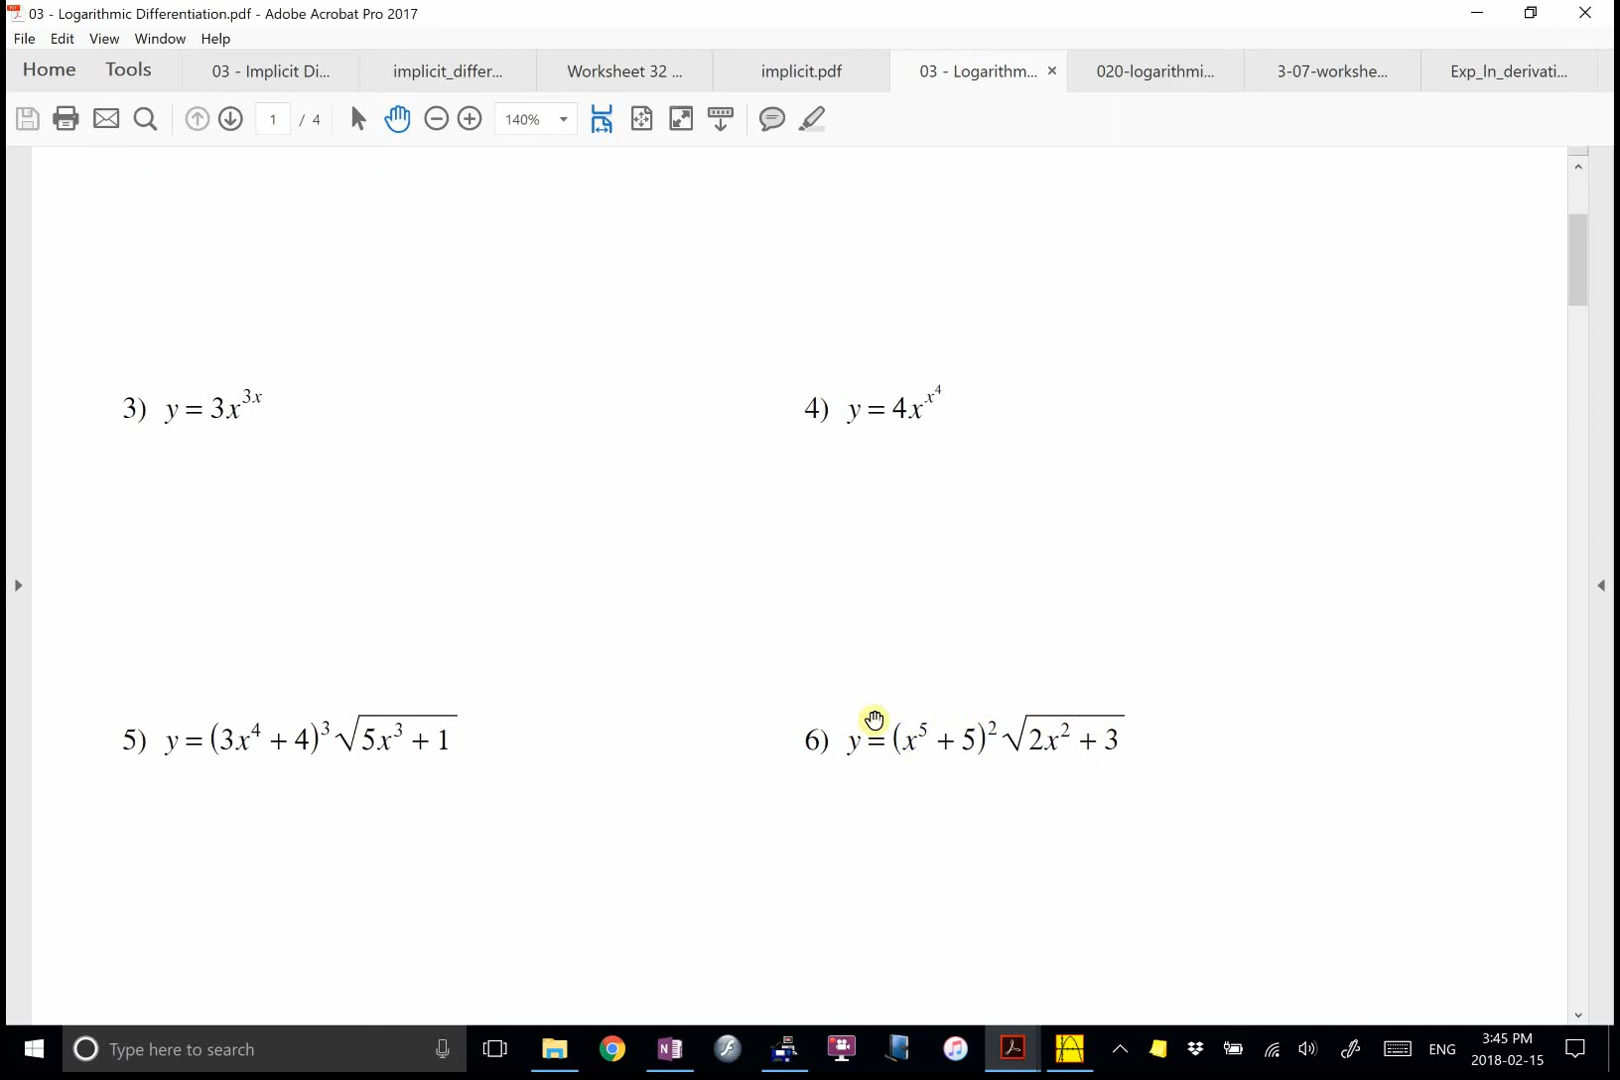 03 - Logarithmic Differentiation.pdf - Adobe Acrobat Pro 2017
File Edit View Window Help
Home Tools 03 - Implicit Di... implicit_differ... Worksheet 32 ... implicit.pdf 03 - Logarithm... × 020-logarithmi... 3-07-workshe... Exp_ln_derivati...
1 / 4 140%
3) y = 3x^{3x} 4) y = 4x^{x^4}
5) y = (3x^4 + 4)^3 √(5x^3 + 1) 6) y = (x^5 + 5)^2 √(2x^2 + 3)
Type here to search ENG 3:45 PM
2018-02-15